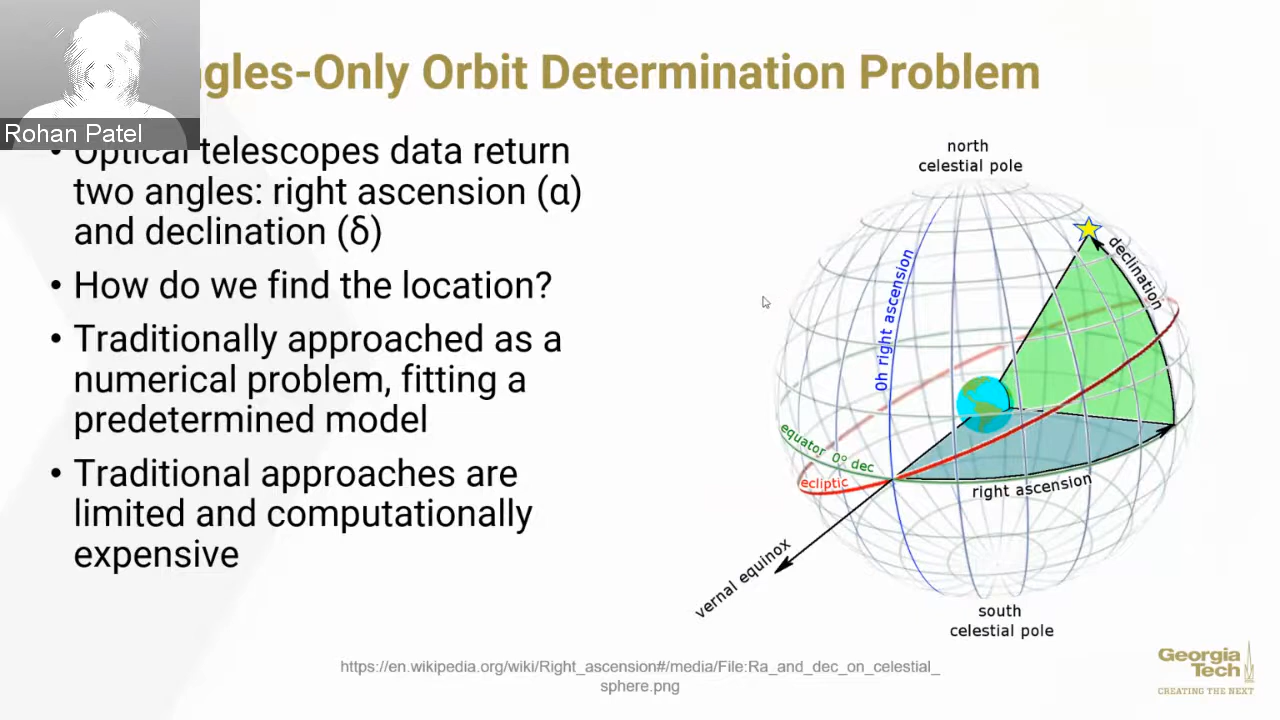 ngles-Only Orbit Determination Problem
Rohan Patel
• Optical telescopes data return
two angles: right ascension (α)
and declination (δ)
• How do we find the location?
• Traditionally approached as a
numerical problem, fitting a
predetermined model
• Traditional approaches are
limited and computationally
expensive
north
celestial pole
declination
0h right ascension
equator 0° dec
ecliptic
right ascension
vernal equinox
south
celestial pole
https://en.wikipedia.org/wiki/Right_ascension#/media/File:Ra_and_dec_on_celestial_
sphere.png
Georgia
Tech
CREATING THE NEXT